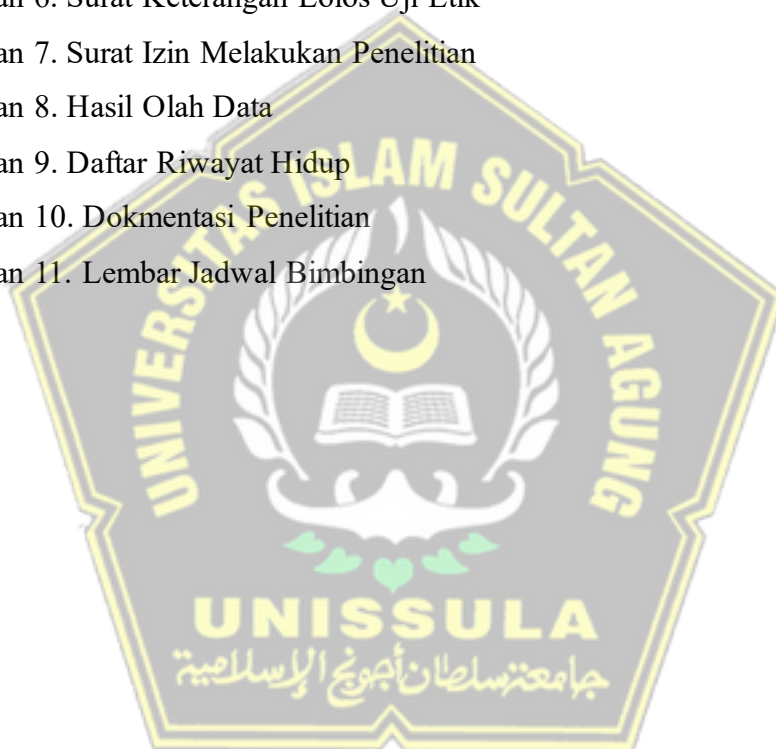 an 6. Surat Keterangan Lolos Uji Etik
an 7. Surat Izin Melakukan Penelitian
an 8. Hasil Olah Data
an 9. Daftar Riwayat Hidup
an 10. Dokmentasi Penelitian
an 11. Lembar Jadwal Bimbingan
UNIVERSITAS ISLAM SULTAN AGUNG
UNISSULA
جامعة سلطان أجونج الإسلامية